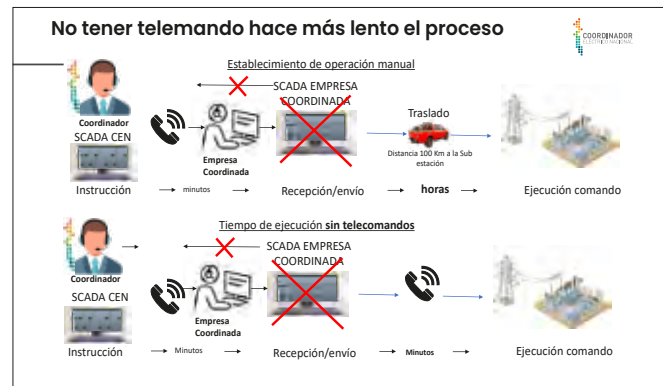 No tener telemando hace más lento el proceso
COORDINADOR
ELÉCTRICO NACIONAL
Establecimiento de operación manual
SCADA EMPRESA
COORDINADA
Coordinador
SCADA CEN
Empresa
Coordinada
Traslado
Distancia 100 Km a la Sub
estación
Instrucción
minutos
Recepción/envío
horas
Ejecución comando
Tiempo de ejecución sin telecomandos
SCADA EMPRESA
COORDINADA
Coordinador
SCADA CEN
Empresa
Coordinada
Instrucción
Minutos
Recepción/envío
Minutos
Ejecución comando